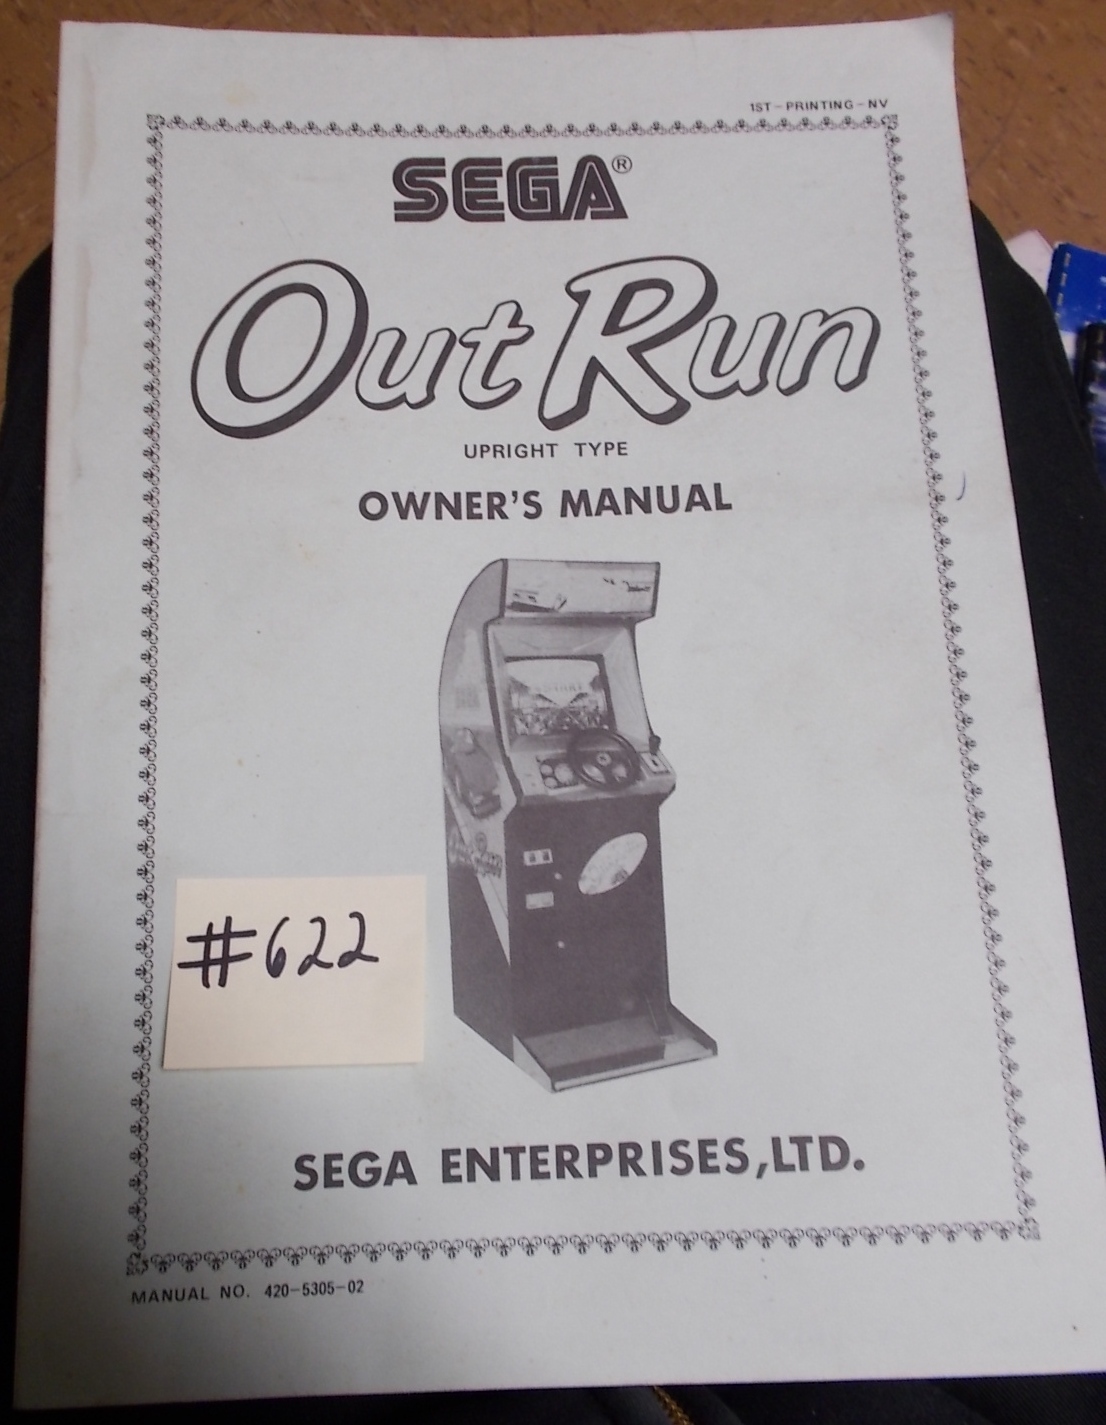 1ST-PRINTING-NV
SEGA®
Out Run
UPRIGHT TYPE
OWNER'S MANUAL
#622
SEGA ENTERPRISES,LTD.
MANUAL NO. 420-5305-02